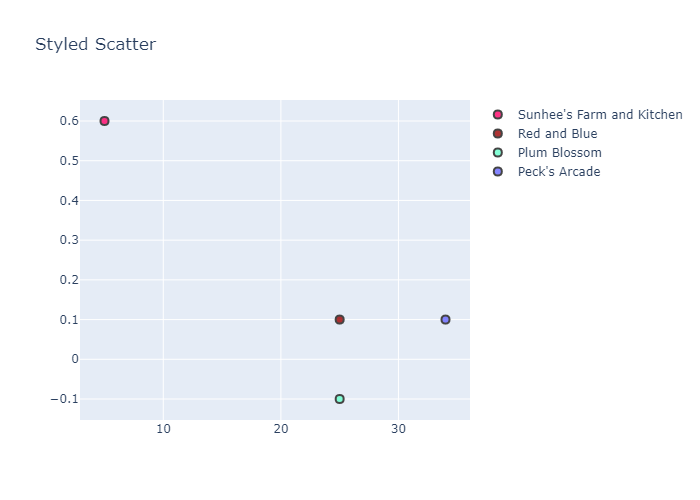 Styled Scatter
Sunhee's Farm and Kitchen
Red and Blue
Plum Blossom
Peck's Arcade
0.6
0.5
0.4
0.3
0.2
0.1
0
−0.1
10 20 30